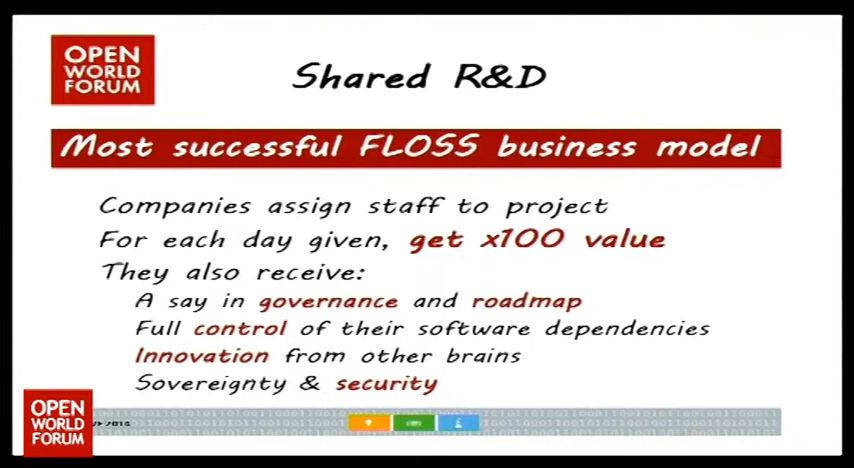 OPEN
WORLD
FORUM
Shared R&D
Most successful FLOSS business model
Companies assign staff to project
For each day given, get x100 value
They also receive:
A say in governance and roadmap
Full control of their software dependencies
Innovation from other brains
Sovereignty & security
OPEN
WORLD
FORUM
2014